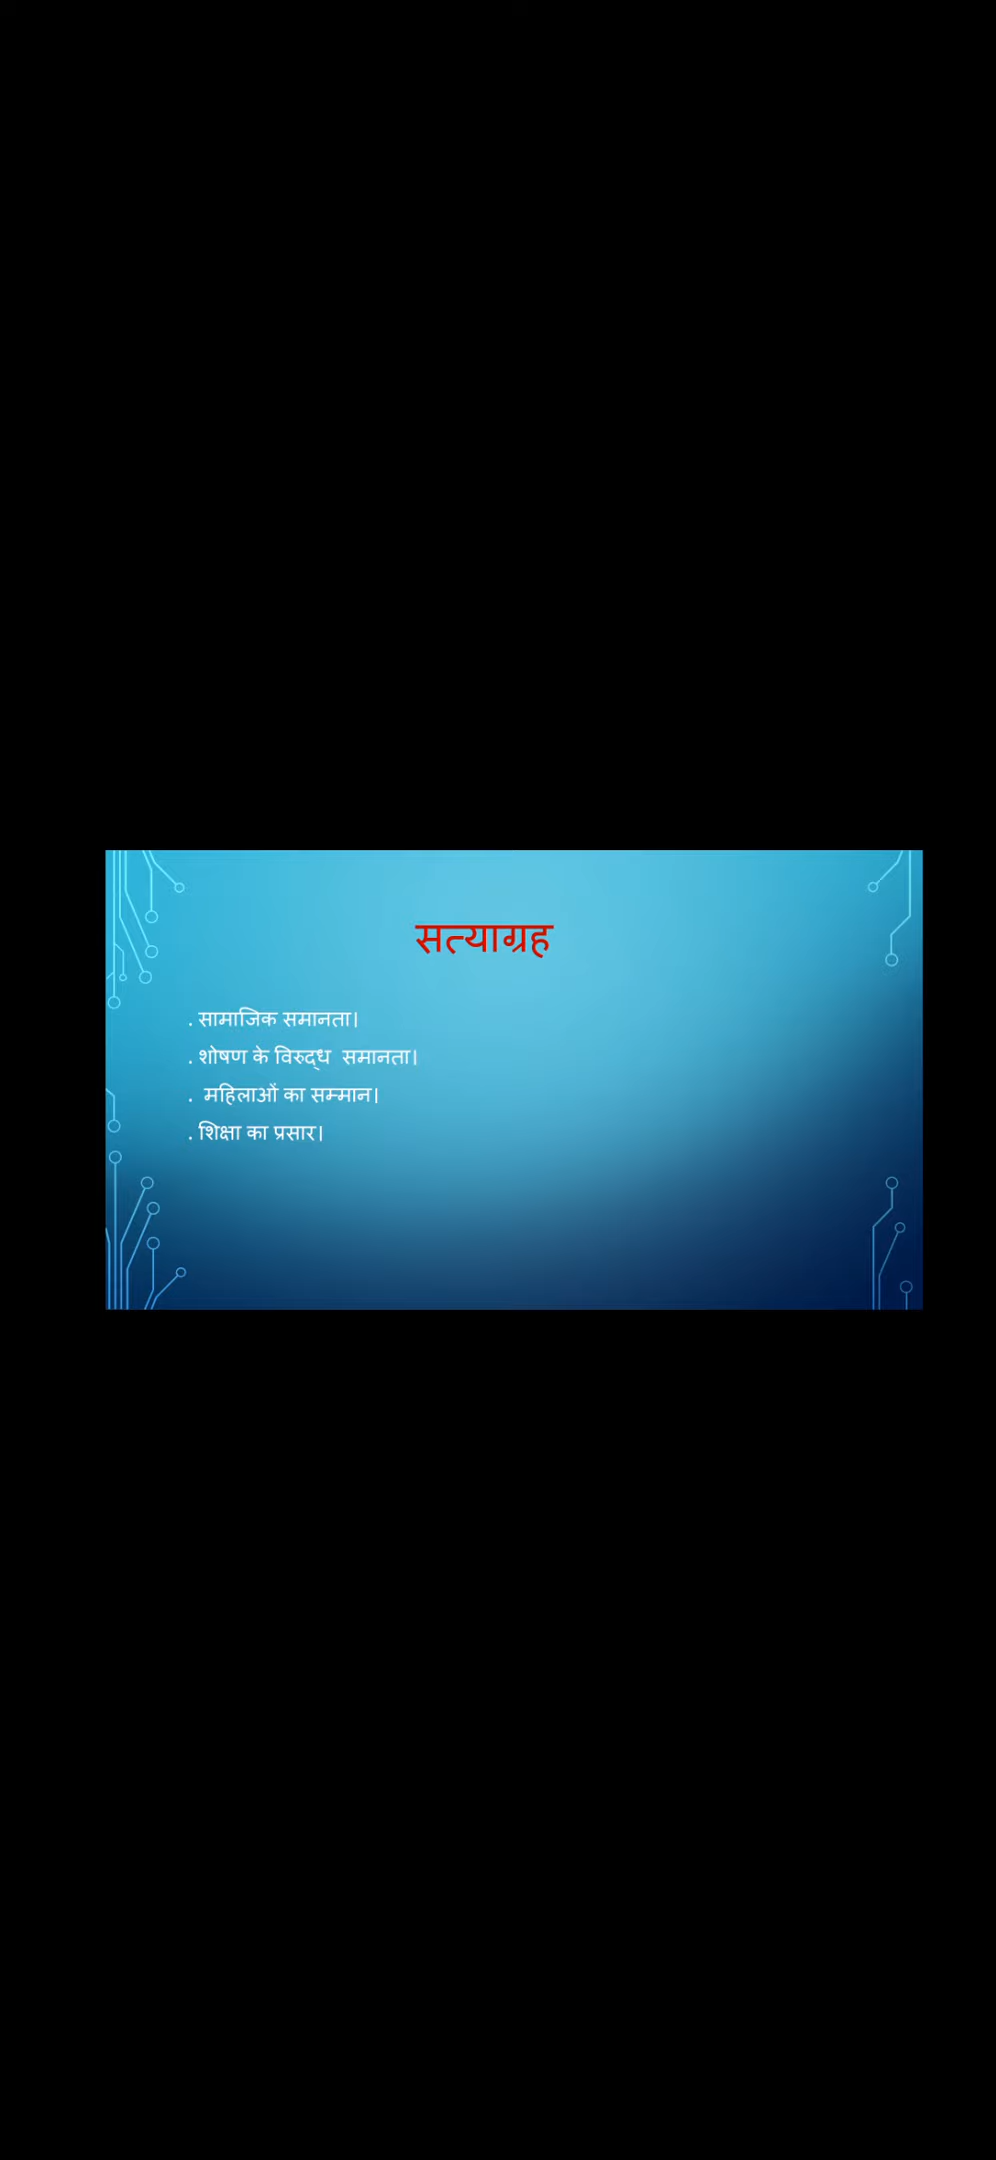 सत्याग्रह
. सामाजिक समानता।
. शोषण के विरुद्ध समानता।
. महिलाओं का सम्मान।
. शिक्षा का प्रसार।